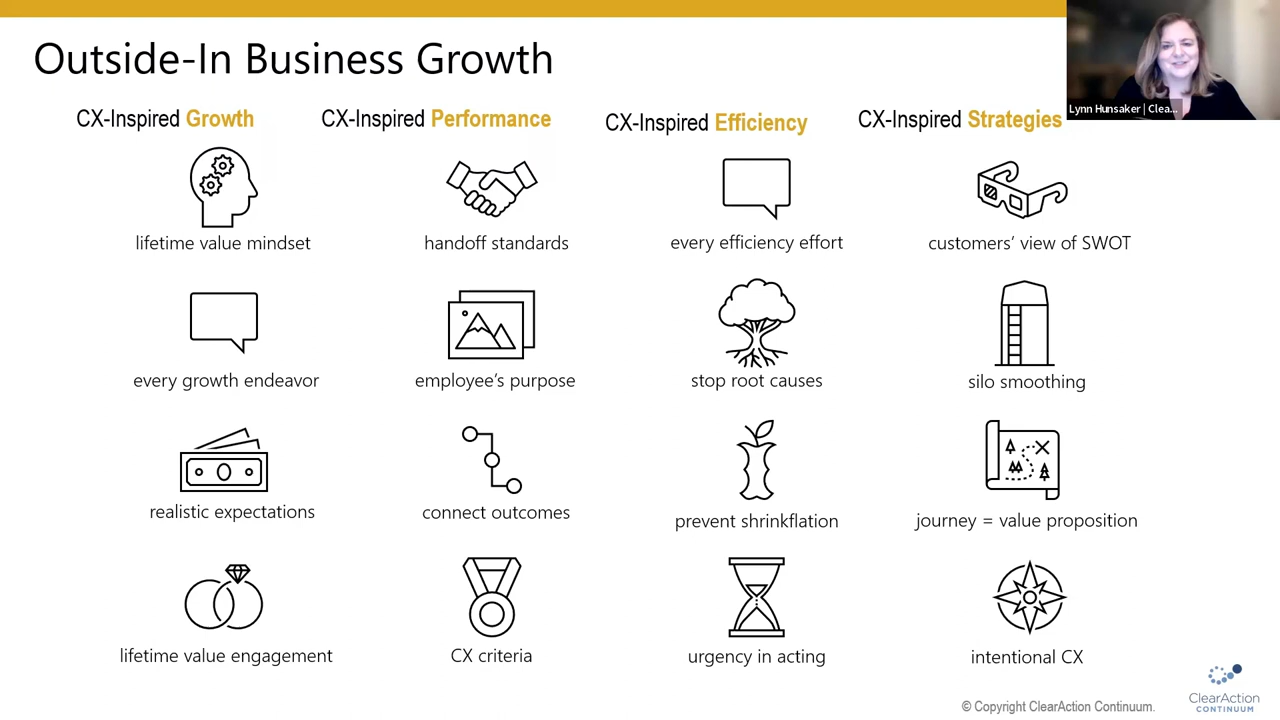 Outside-In Business Growth
Lynn Hunsaker | Clea...
CX-Inspired Growth
CX-Inspired Performance
CX-Inspired Efficiency
CX-Inspired Strategies
lifetime value mindset
handoff standards
every efficiency effort
customers’ view of SWOT
every growth endeavor
employee’s purpose
stop root causes
silo smoothing
realistic expectations
connect outcomes
prevent shrinkflation
journey = value proposition
lifetime value engagement
CX criteria
urgency in acting
intentional CX
© Copyright ClearAction Continuum.
ClearAction
CONTINUUM